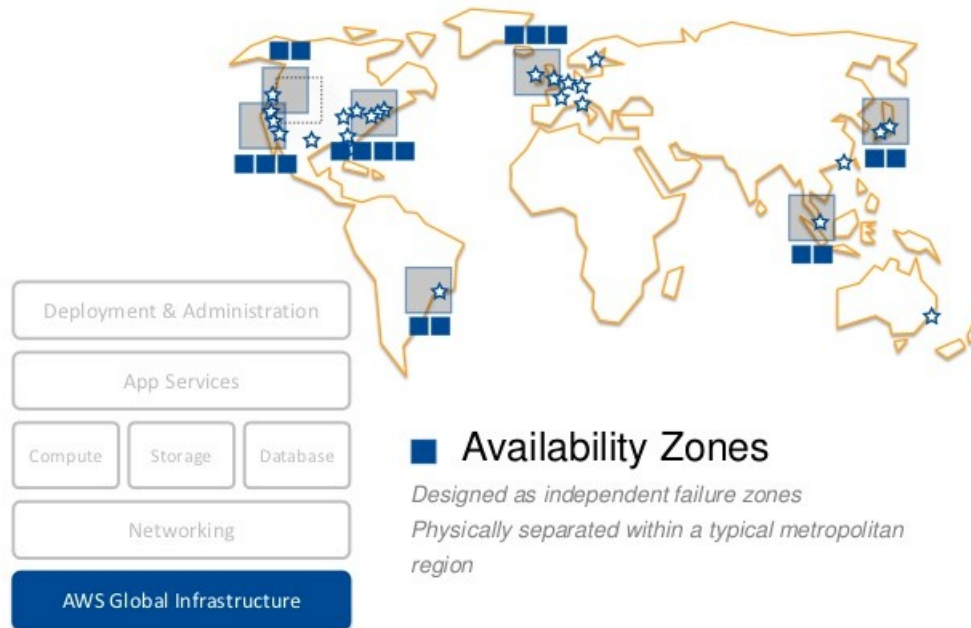 Deployment & Administration
App Services
Compute Storage Database
Networking
AWS Global Infrastructure
Availability Zones
Designed as independent failure zones
Physically separated within a typical metropolitan
region